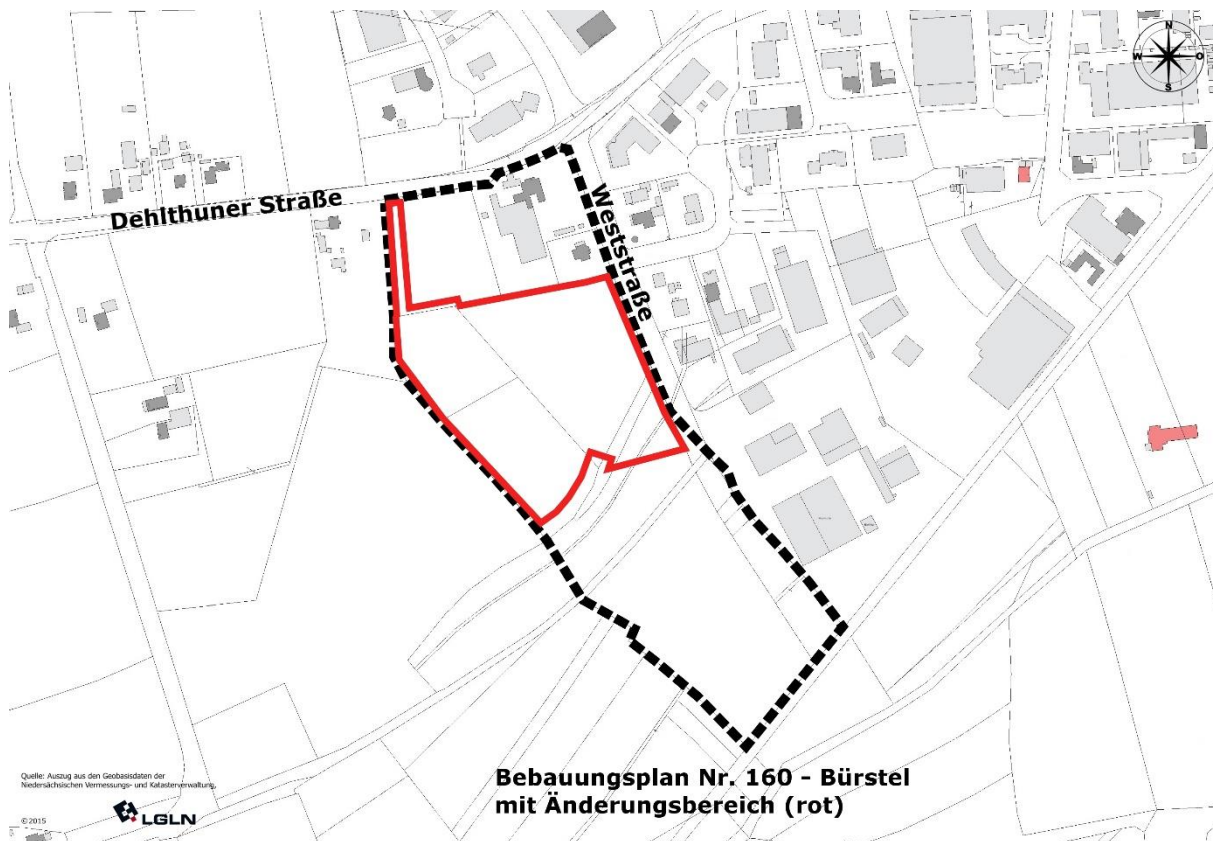 N
W
O
S
Dehlthuner Straße
Weststraße
Quelle: Auszug aus den Geobasisdaten der
Niedersächsischen Vermessungs- und Katasterverwaltung,
©2015
LGLN
Bebauungsplan Nr. 160 - Bürstel
mit Änderungsbereich (rot)